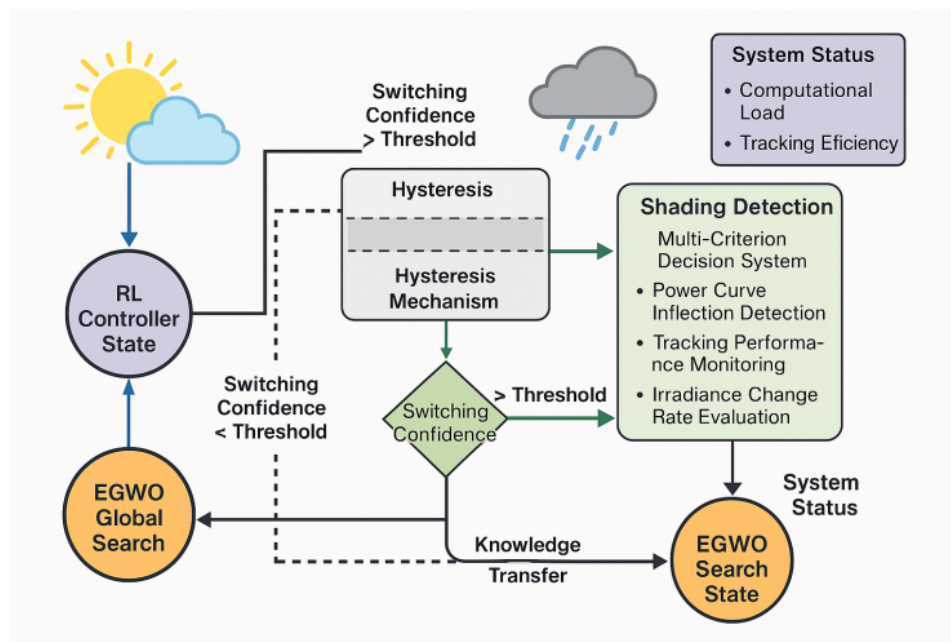 System Status
• Computational
Load
• Tracking Eficiency
Switching
Confidence
> Threshold
Hysteresis
Hysteresis
Mechanism
Shading Detection
Multi-Criterion
Decision System
• Power Curve
Inflection Detection
• Tracking Performa-
nce Monitoring
• Irradiance Change
Rate Evaluation
RL
Controller
State
Switching
Confidence
< Threshold
> Threshold
Switching
Confidence
EGWO
Global
Search
Knowledge
Transfer
System
Status
EGWO
Search
State